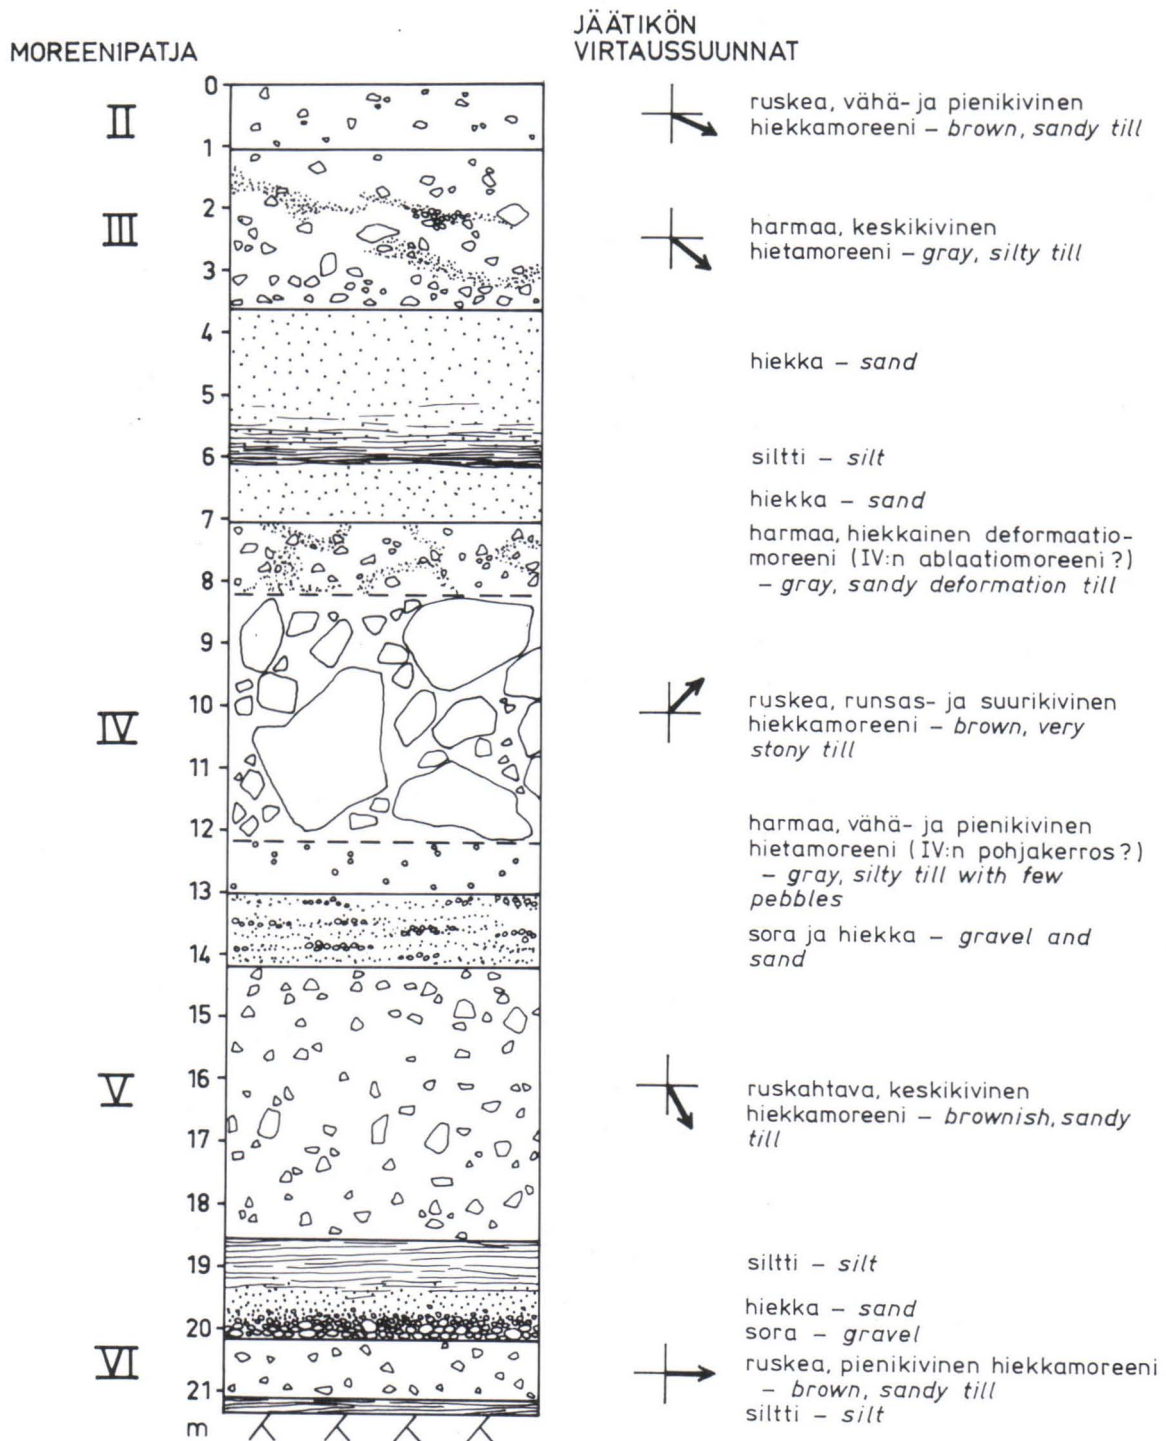 JÄÄTIKÖN
MOREENIPATJA
VIRTAUSSUUNNAT
0
II
ruskea, vähä- ja pienikivinen
hiekkamoreeni – brown, sandy till
1
2
III
harmaa, keskikivinen
hietamoreeni – gray, silty till
3
4
hiekka – sand
5
6
siltti – silt
hiekka – sand
7
harmaa, hiekkainen deformaatio-
moreeni (IV:n ablaatiomoreeni?)
– gray, sandy deformation till
8
9
10
IV
ruskea, runsas- ja suurikivinen
hiekkamoreeni – brown, very
stony till
11
12
harmaa, vähä- ja pienikivinen
hietamoreeni (IV:n pohjakerros?)
– gray, silty till with few
pebbles
13
sora ja hiekka – gravel and
sand
14
15
16
V
ruskahtava, keskikivinen
hiekkamoreeni – brownish, sandy
till
17
18
19
siltti – silt
hiekka – sand
20
sora – gravel
VI
ruskea, pienikivinen hiekkamoreeni
– brown, sandy till
21
siltti – silt
m